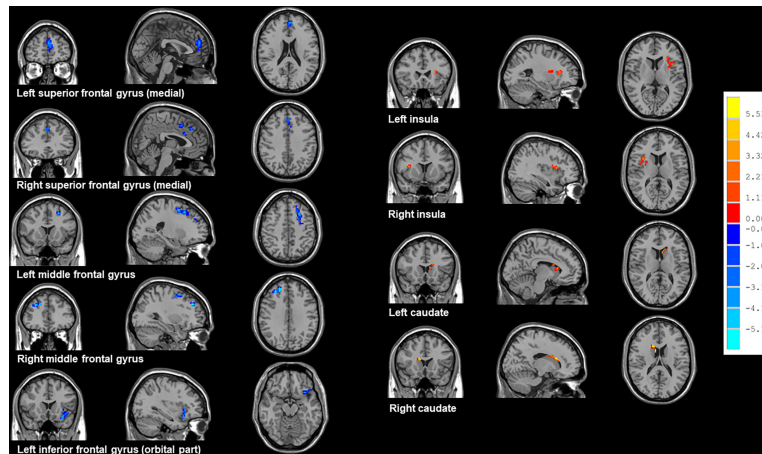 Left superior frontal gyrus (medial)
Right superior frontal gyrus (medial)
Left middle frontal gyrus
Right middle frontal gyrus
Left inferior frontal gyrus (orbital part)
Left insula
Right insula
Left caudate
Right caudate
4.42
3.32
2.21
1.11
0.00